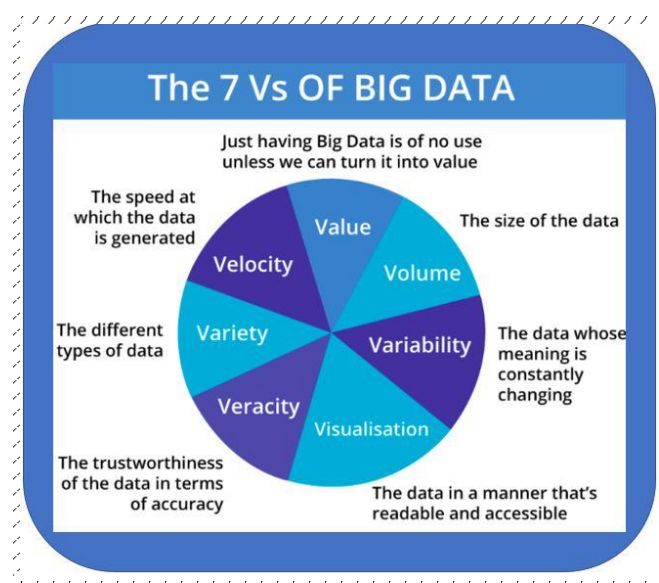 The 7 Vs OF BIG DATA
Just having Big Data is of no use
unless we can turn it into value
The speed at
which the data
is generated
Value
The size of the data
Velocity
Volume
The different
types of data
Variety
Variability
The data whose
meaning is
constantly
changing
Veracity
Visualisation
The trustworthiness
of the data in terms
of accuracy
The data in a manner that's
readable and accessible